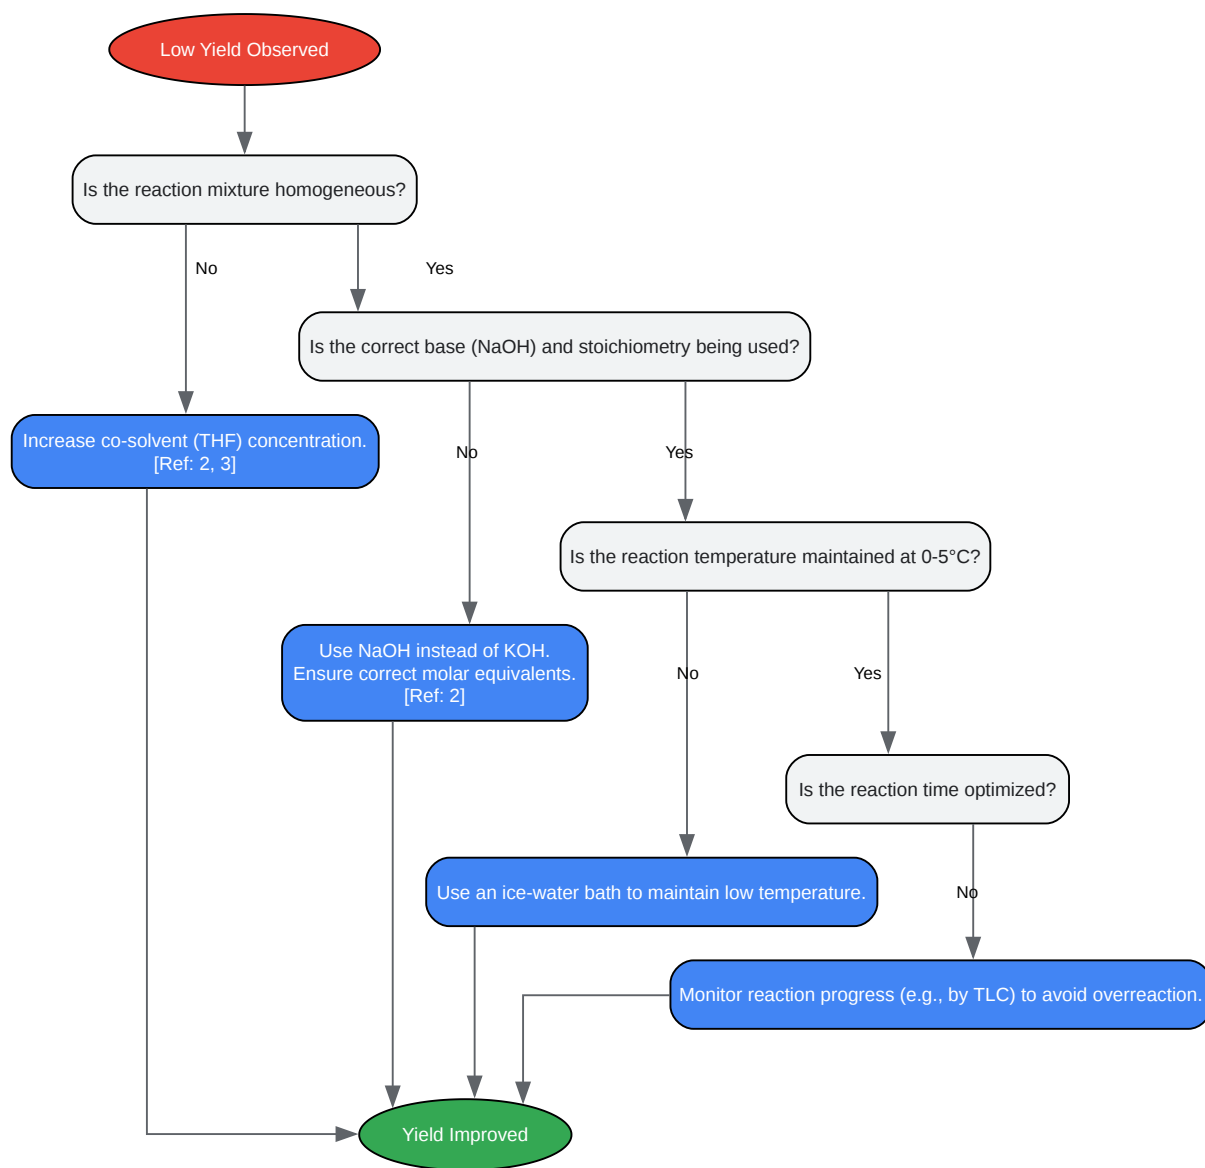 Low Yield Observed
Is the reaction mixture homogeneous?
No
Yes
Is the correct base (NaOH) and stoichiometry being used?
Increase co-solvent (THF) concentration.
[Ref: 2, 3]
No
Yes
Is the reaction temperature maintained at 0-5°C?
Use NaOH instead of KOH.
Ensure correct molar equivalents.
[Ref: 2]
No
Yes
Is the reaction time optimized?
Use an ice-water bath to maintain low temperature.
No
Monitor reaction progress (e.g., by TLC) to avoid overreaction.
Yield Improved